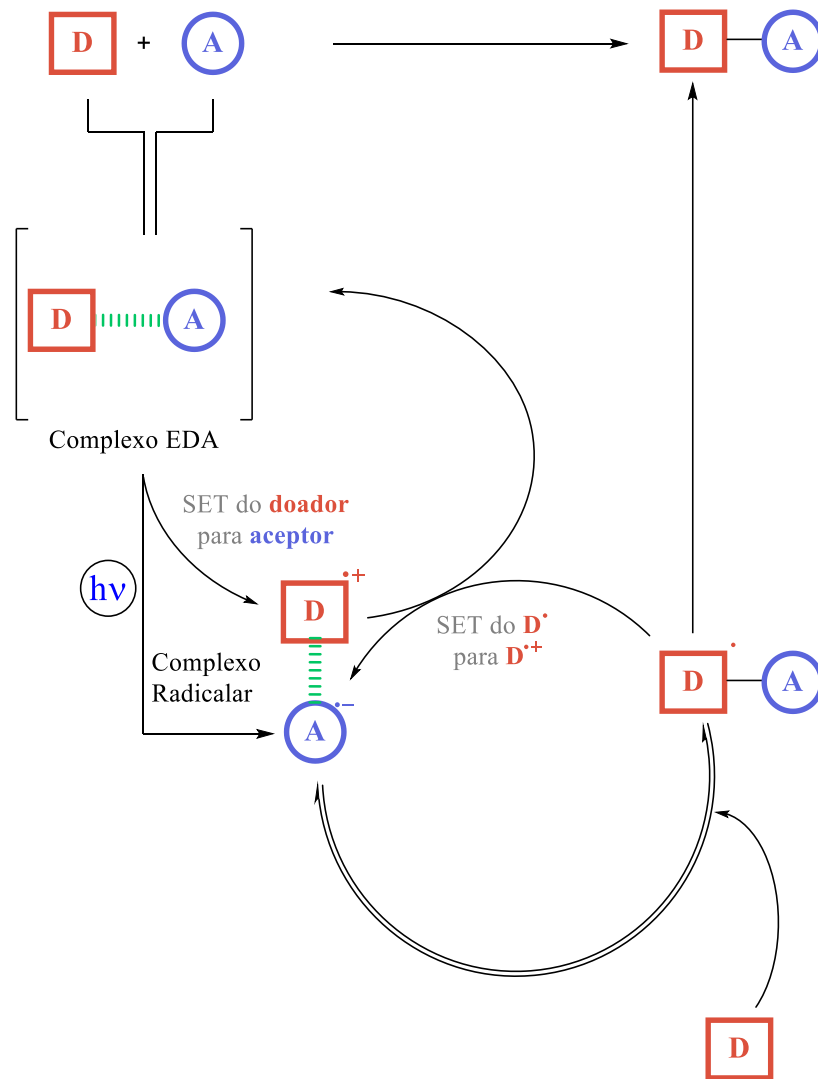 D + A D A
D A
Complexo EDA
SET do doador
para aceptor
hν
D •+
SET do D•
para D•+
Complexo
Radicalar
D • A
A •−
D